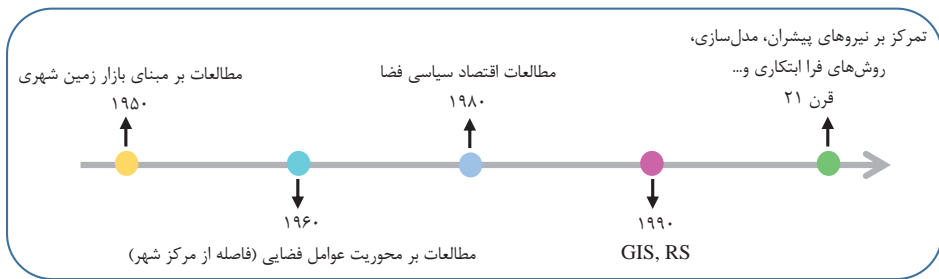 مطالعات بر مبنای بازار زمین شهری
۱۹۵۰
مطالعات بر محوریت عوامل فضایی (فاصله از مرکز شهر)
۱۹۶۰
مطالعات اقتصاد سیاسی فضا
۱۹۸۰
۱۹۹۰
GIS, RS
تمرکز بر نیروهای پیشران، مدل‌سازی،
روش‌های فرا ابتکاری و...
قرن ۲۱